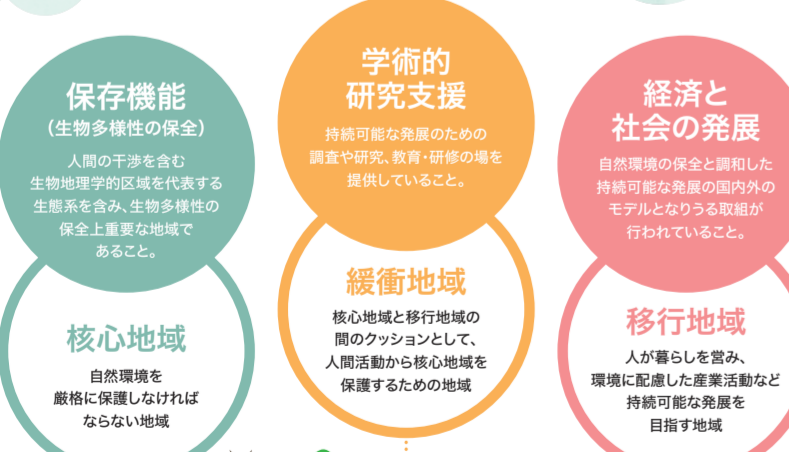 保存機能
（生物多様性の保全）
人間の干渉を含む
生物地理学的区域を代表する
生態系を含み、生物多様性の
保全上重要な地域で
あること。
核心地域
自然環境を
厳格に保護しなければ
ならない地域
学術的
研究支援
持続可能な発展のための
調査や研究、教育・研修の場を
提供していること。
緩衝地域
核心地域と移行地域の
間のクッションとして、
人間活動から核心地域を
保護するための地域
経済と
社会の発展
自然環境の保全と調和した
持続可能な発展の国内外の
モデルとなりうる取組が
行われていること。
移行地域
人が暮らしを営み、
環境に配慮した産業活動など
持続可能な発展を
目指す地域